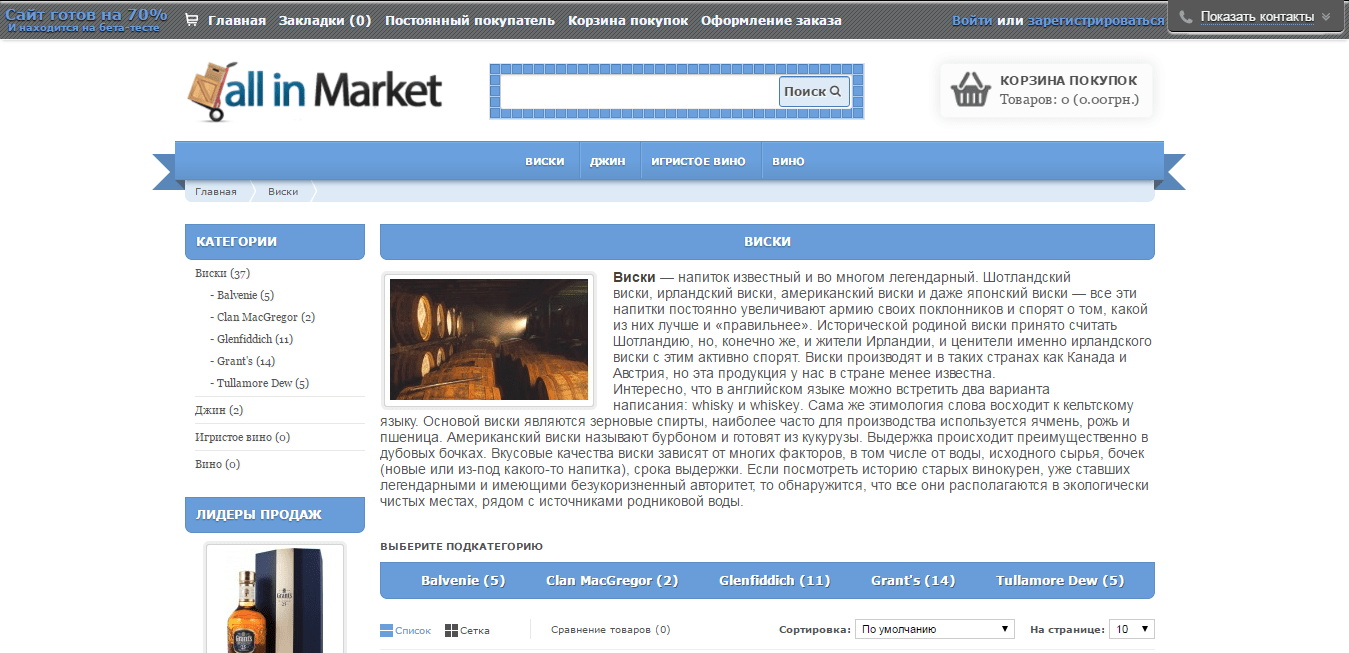 Сайт готов на 70%
И находится на бета-тесте
Главная Закладки (0) Постоянный покупатель Корзина покупок Оформление заказа
Войти или зарегистрироваться
Показать контакты
all in Market
Поиск
КОРЗИНА ПОКУПОК
Товаров: 0 (0.00грн.)
ВИСКИ ДЖИН ИГРИСТОЕ ВИНО ВИНО
Главная Виски
КАТЕГОРИИ
Виски (37)
- Balvenie (5)
- Clan MacGregor (2)
- Glenfiddich (11)
- Grant's (14)
- Tullamore Dew (5)
Джин (2)
Игристое вино (0)
Вино (0)
ЛИДЕРЫ ПРОДАЖ
Grant's
25
Grant's
25
ВИСКИ
Виски — напиток известный и во многом легендарный. Шотландский
виски, ирландский виски, американский виски и даже японский виски — все эти
напитки постоянно увеличивают армию своих поклонников и спорят о том, какой
из них лучше и «правильнее». Исторической родиной виски принято считать
Шотландию, но, конечно же, и жители Ирландии, и ценители именно ирландского
виски с этим активно спорят. Виски производят и в таких странах как Канада и
Австрия, но эта продукция у нас в стране менее известна.
Интересно, что в английском языке можно встретить два варианта
написания: whisky и whiskey. Сама же этимология слова восходит к кельтскому
языку. Основой виски являются зерновые спирты, наиболее часто для производства используется ячмень, рожь и
пшеница. Американский виски называют бурбоном и готовят из кукурузы. Выдержка происходит преимущественно в
дубовых бочках. Вкусовые качества виски зависят от многих факторов, в том числе от воды, исходного сырья, бочек
(новые или из-под какого-то напитка), срока выдержки. Если посмотреть историю старых винокурен, уже ставших
легендарными и имеющими безукоризненный авторитет, то обнаружится, что все они располагаются в экологически
чистых местах, рядом с источниками родниковой воды.
ВЫБЕРИТЕ ПОДКАТЕГОРИЮ
Balvenie (5) Clan MacGregor (2) Glenfiddich (11) Grant's (14) Tullamore Dew (5)
Список Сетка Сравнение товаров (0) Сортировка: По умолчанию На странице: 10